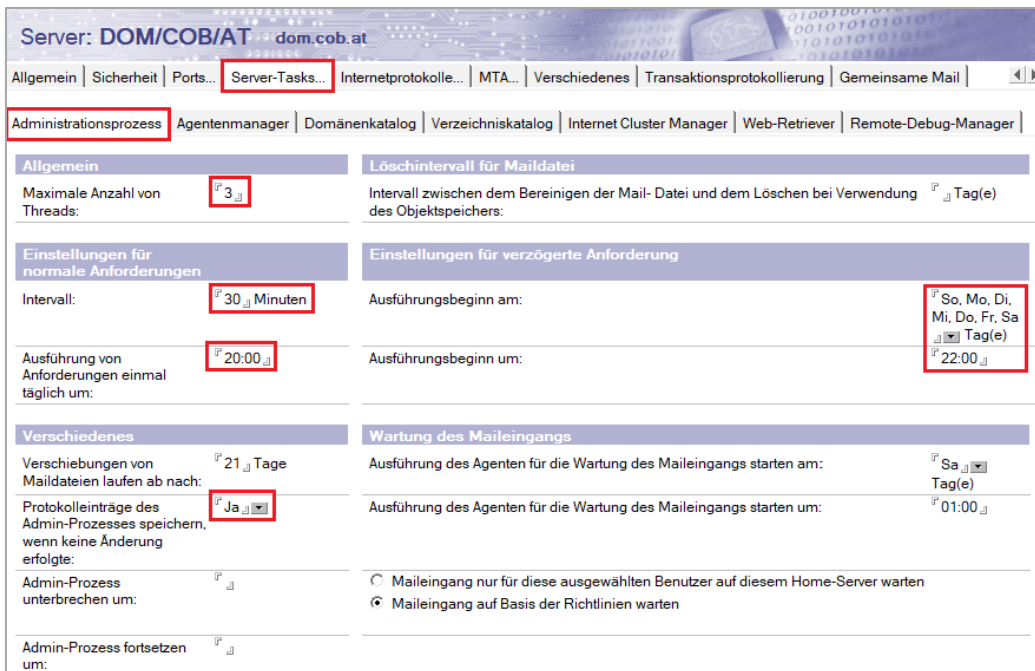 Server: DOM/COB/AT dom.cob.at
Allgemein | Sicherheit | Ports... | Server-Tasks... | Internetprotokolle... | MTA... | Verschiedenes | Transaktionsprotokollierung | Gemeinsame Mail |
Administrationsprozess | Agentenmanager | Domänenkatalog | Verzeichniskatalog | Internet Cluster Manager | Web-Retriever | Remote-Debug-Manager |
Allgemein
Maximale Anzahl von
Threads:
3
Löschintervall für Maildatei
Intervall zwischen dem Bereinigen der Mail- Datei und dem Löschen bei Verwendung
des Objektspeichers:
Tag(e)
Einstellungen für
normale Anforderungen
Intervall:
30 Minuten
Ausführung von
Anforderungen einmal
täglich um:
20:00
Einstellungen für verzögerte Anforderung
Ausführungsbeginn am:
So, Mo, Di,
Mi, Do, Fr, Sa
Tag(e)
Ausführungsbeginn um:
22:00
Verschiedenes
Verschiebungen von
Maildateien laufen ab nach:
21 Tage
Protokolleinträge des
Admin-Prozesses speichern,
wenn keine Änderung
erfolgte:
Ja
Admin-Prozess
unterbrechen um:
Admin-Prozess fortsetzen
um:
Wartung des Maileingangs
Ausführung des Agenten für die Wartung des Maileingangs starten am:
Sa
Tag(e)
Ausführung des Agenten für die Wartung des Maileingangs starten um:
01:00
Maileingang nur für diese ausgewählten Benutzer auf diesem Home-Server warten
Maileingang auf Basis der Richtlinien warten